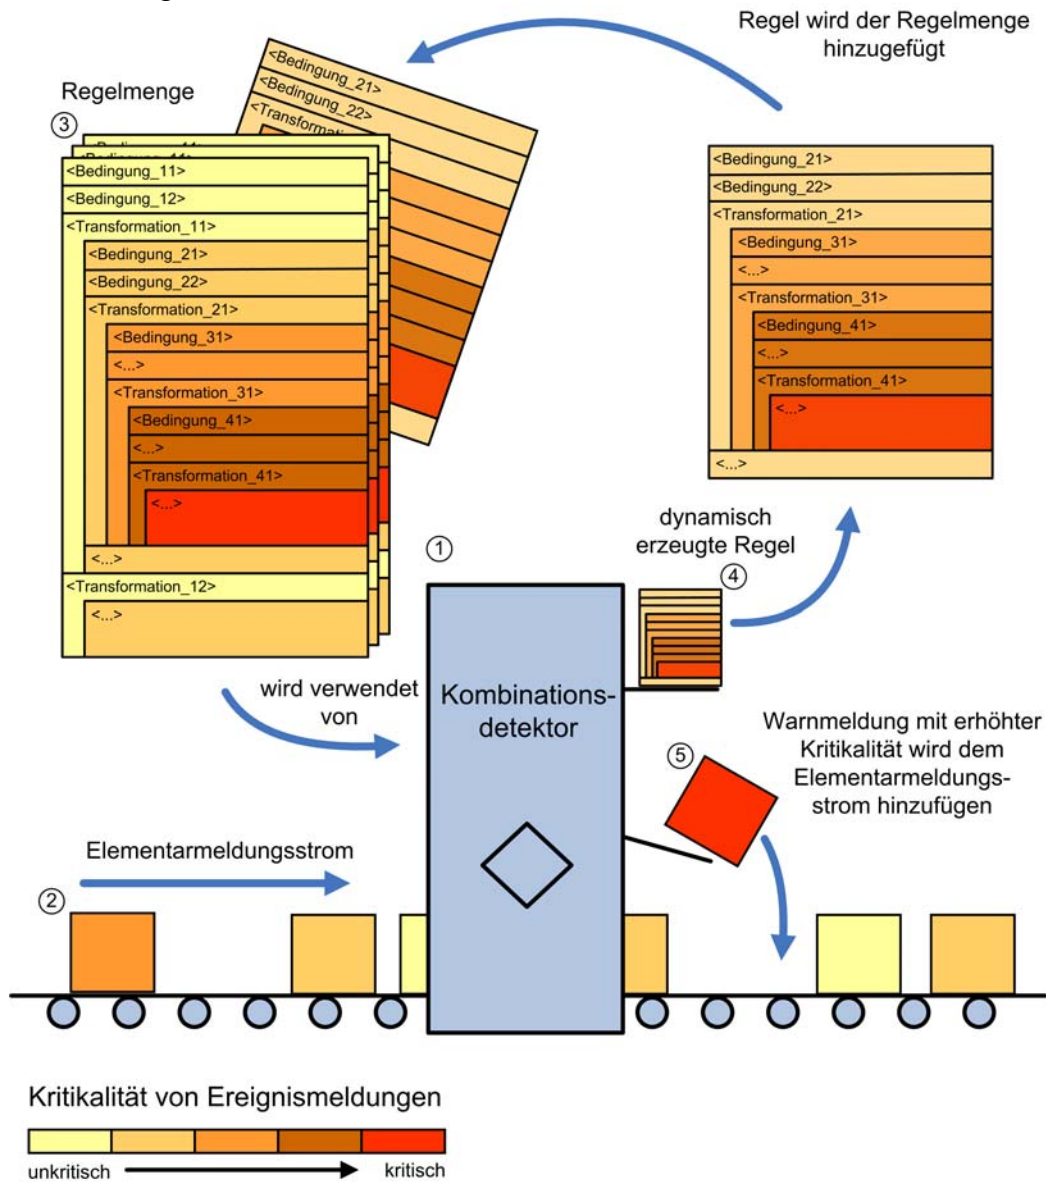 Regel wird der Regelmenge
hinzugefügt
<Bedingung_21>
<Bedingung_22>
<Transformation
Regelmenge
③
<Bedingung_11>
<Bedingung_12>
<Transformation_11>
<Bedingung_21>
<Bedingung_22>
<Transformation_21>
<Bedingung_31>
<...>
<Transformation_31>
<Bedingung_41>
<...>
<Transformation_41>
<...>
<...>
<Transformation_12>
<...>
<Bedingung_21>
<Bedingung_22>
<Transformation_21>
<Bedingung_31>
<...>
<Transformation_31>
<Bedingung_41>
<...>
<Transformation_41>
<...>
<...>
dynamisch
erzeugte Regel
④
①
wird verwendet
von
Kombinations-
detektor
Warnmeldung mit erhöhter
Kritikalität wird dem
Elementarmeldungs-
strom hinzufügen
⑤
Elementarmeldungsstrom
②
Kritikalität von Ereignismeldungen
unkritisch
kritisch